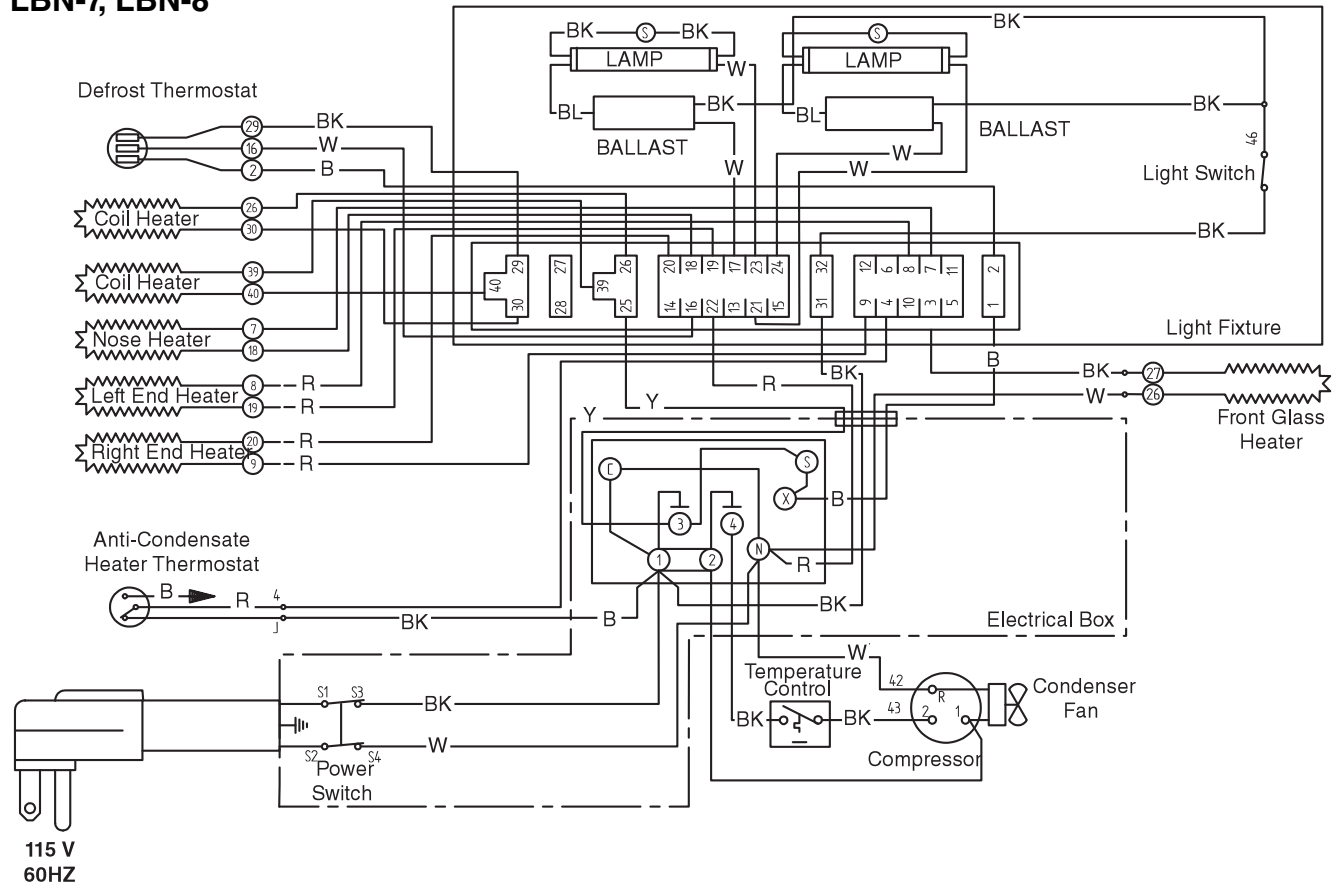 LBN-7, LBN-8
BK
BK S BK
S
LAMP
LAMP
W
Defrost Thermostat
BL
BK
BL
BK
29 BK
BALLAST
BALLAST
46
16 W
W
W
2 B
W
Light Switch
26
Coil Heater
30
BK
39
Coil Heater
40
40 29 30
27 28
39 26 25
20 18 19 17 23 24
14 16 22 13 21 15
32 31
12 6 8 7 11
9 4 10 3 5
2 1
7
Nose Heater
18
Light Fixture
B
8 R
Left End Heater
19 R
R
BK
BK 27
W 26
Y
Y
Front Glass
Heater
20 R
Right End Heater
9 R
C
S
X B
3
4
1
2
N
R
Anti-Condensate
Heater Thermostat
B
R 4
BK
J
BK
B
Electrical Box
W
Temperature
Control
42
R
S1 S3
BK
BK
BK
43
2
1
Condenser
Fan
S2 S4
W
Compressor
Power
Switch
115 V
60HZ